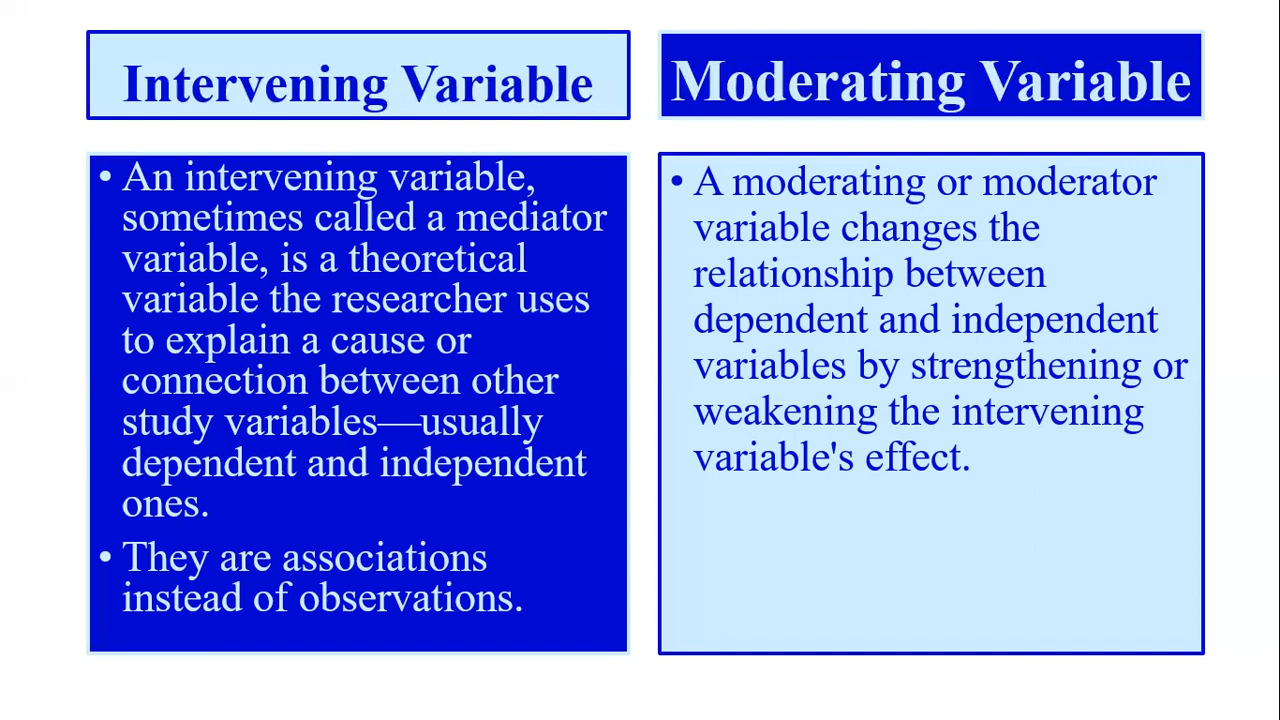 Intervening Variable
• An intervening variable,
sometimes called a mediator
variable, is a theoretical
variable the researcher uses
to explain a cause or
connection between other
study variables—usually
dependent and independent
ones.
• They are associations
instead of observations.
Moderating Variable
• A moderating or moderator
variable changes the
relationship between
dependent and independent
variables by strengthening or
weakening the intervening
variable's effect.